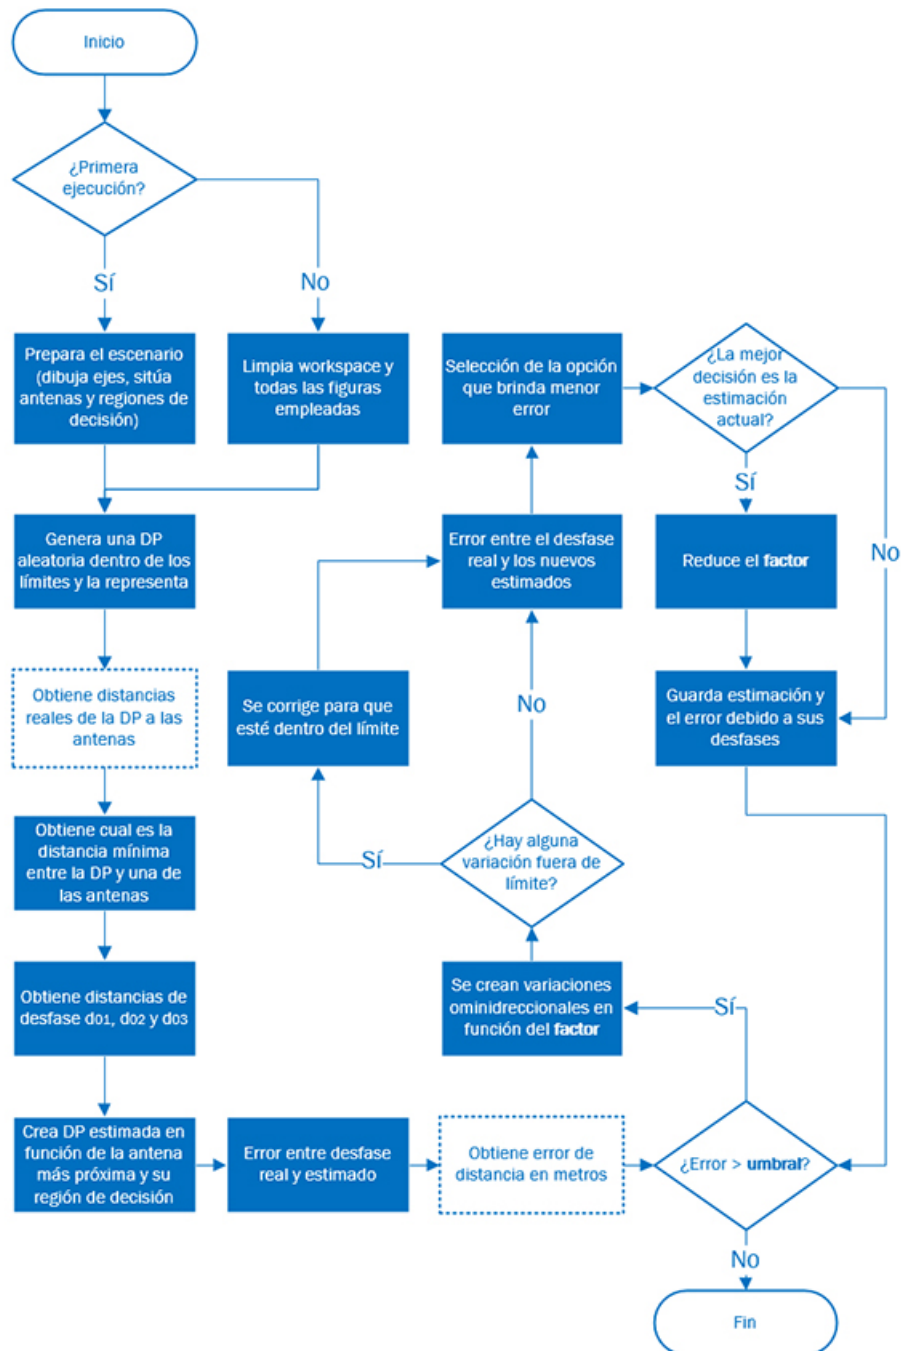 Inicio
¿Primera
ejecución?
Sí
No
Prepara el escenario
(dibuja ejes, sitúa
antenas y regiones de
decisión)
Limpia workspace y
todas las figuras
empleadas
Genera una DP
aleatoria dentro de los
límites y la representa
Obtiene distancias
reales de la DP a las
antenas
Obtiene cual es la
distancia mínima
entre la DP y una de
las antenas
Obtiene distancias de
desfase d01, d02 y d03
Crea DP estimada en
función de la antena
más próxima y su
región de decisión
Error entre desfase
real y estimado
Obtiene error de
distancia en metros
¿Error > umbral?
Sí
No
Fin
Se crean variaciones
ominidreccionales en
función del factor
¿Hay alguna
variación fuera de
límite?
Sí
No
Se corrige para que
esté dentro del límite
Error entre el desfase
real y los nuevos
estimados
Selección de la opción
que brinda menor
error
¿La mejor
decisión es la
estimación
actual?
Sí
No
Reduce el factor
Guarda estimación y
el error debido a sus
desfases